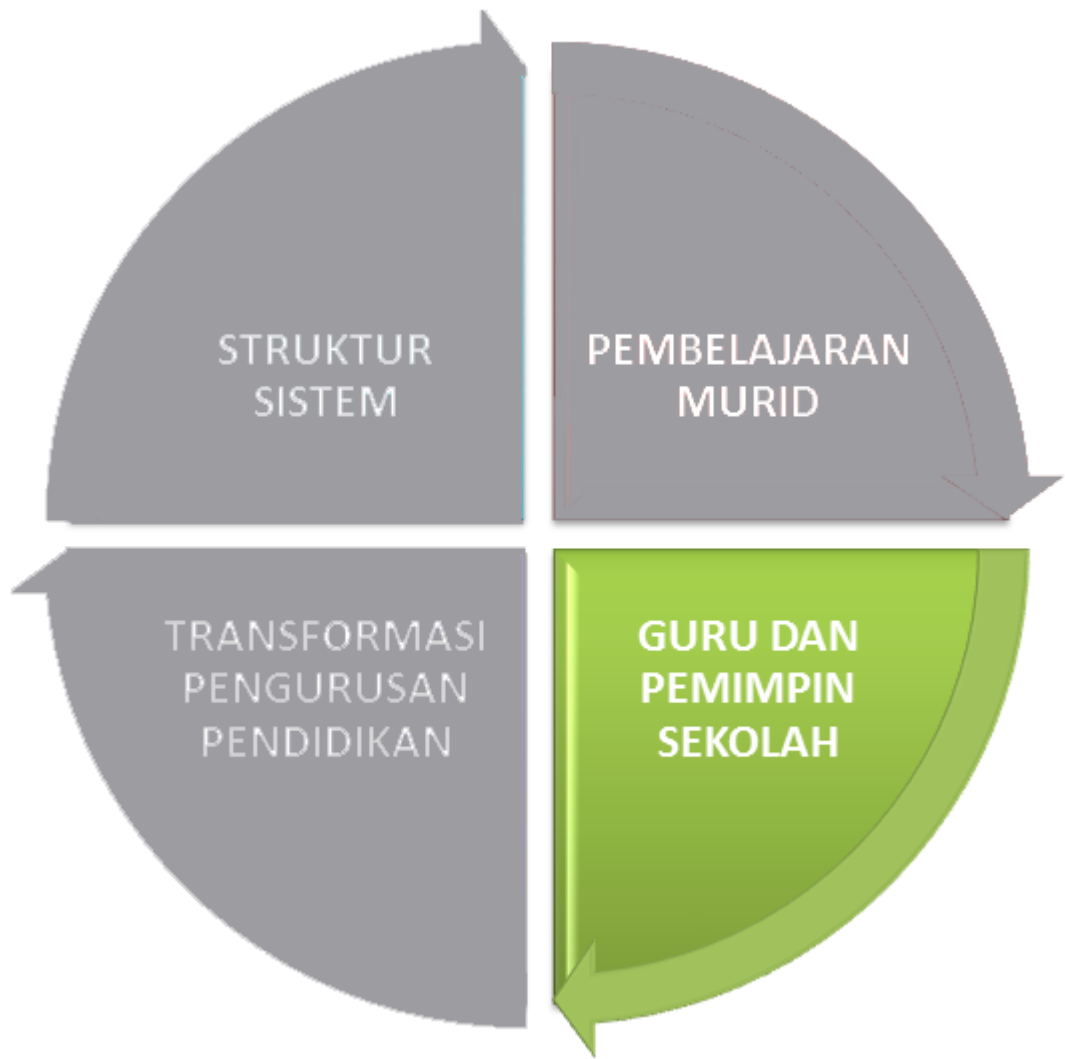 STRUKTUR
SISTEM
PEMBELAJARAN
MURID
TRANSFORMASI
PENGURUSAN
PENDIDIKAN
GURU DAN
PEMIMPIN
SEKOLAH